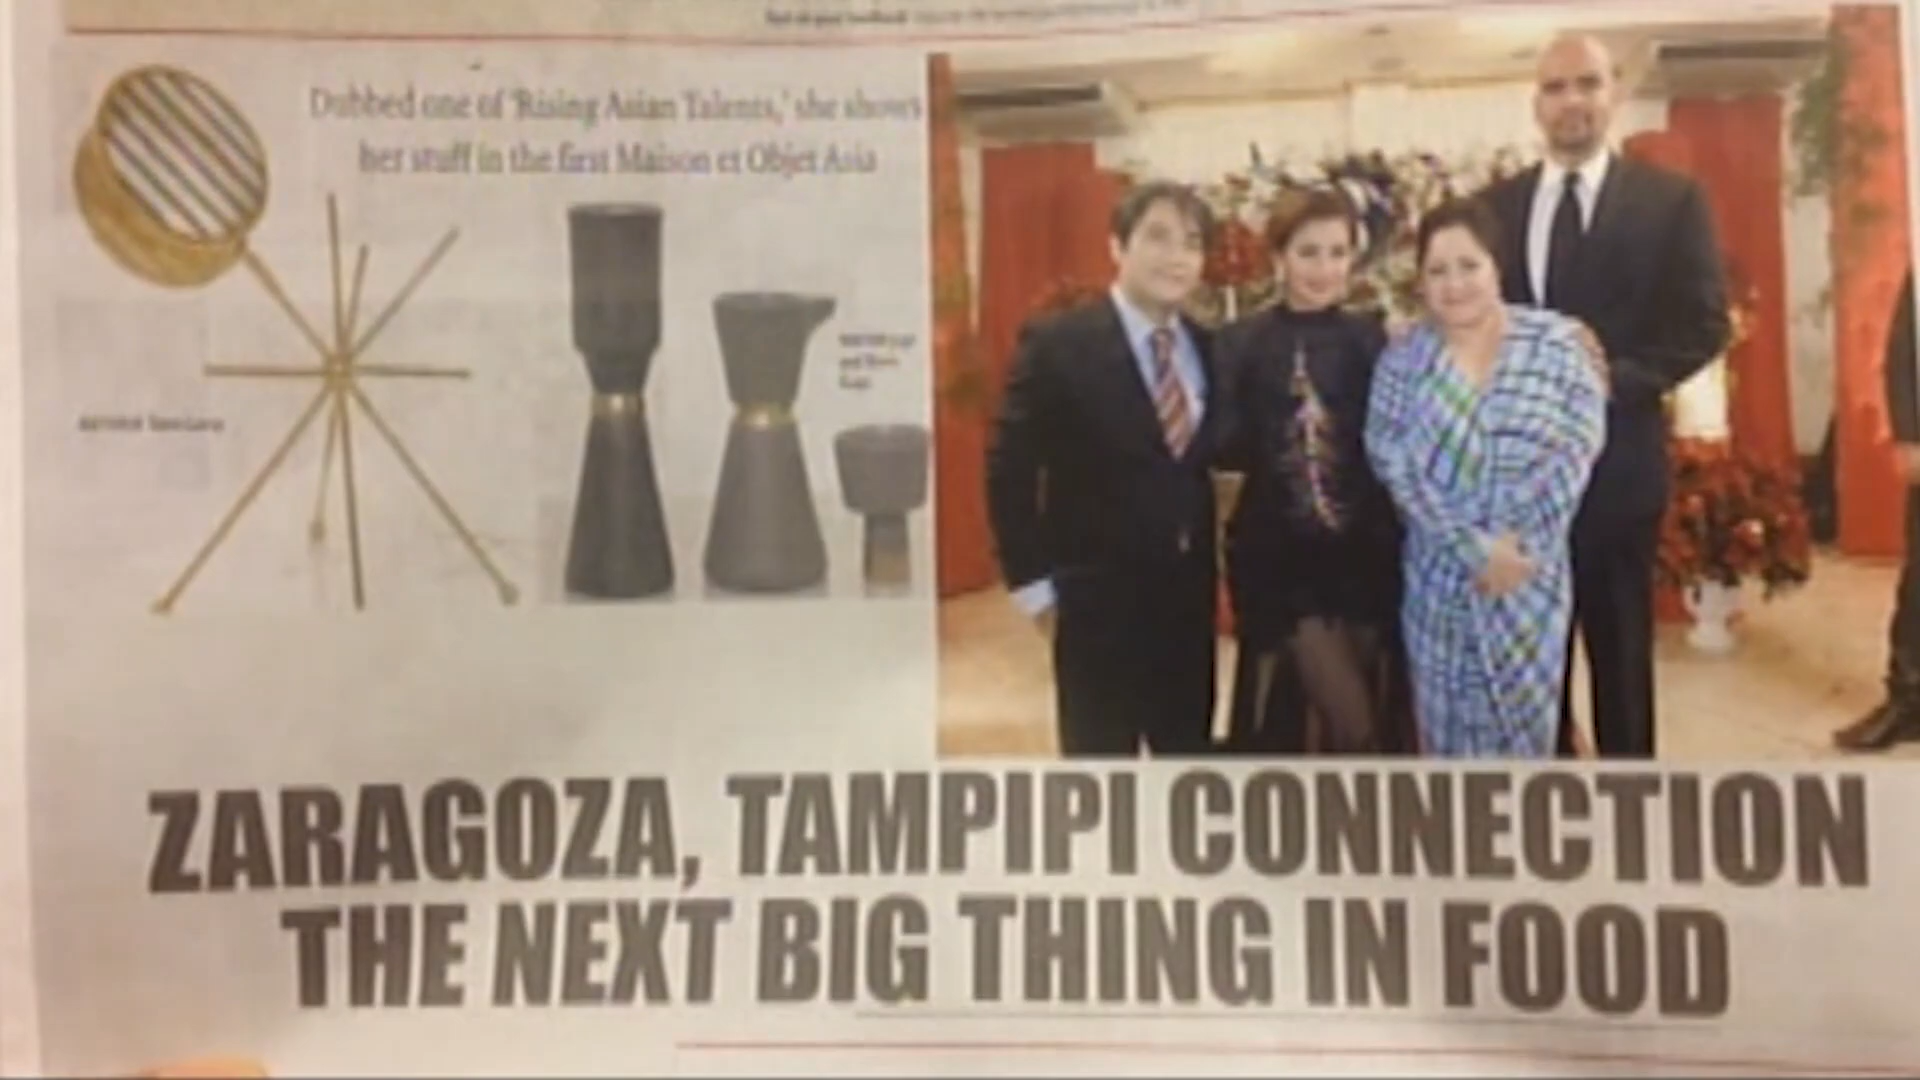 Dubbed one of 'Rising Asian Talents,' she shows
her stuff in the first Maison et Objet Asia
ZARAGOZA, TAMPIPI CONNECTION
THE NEXT BIG THING IN FOOD